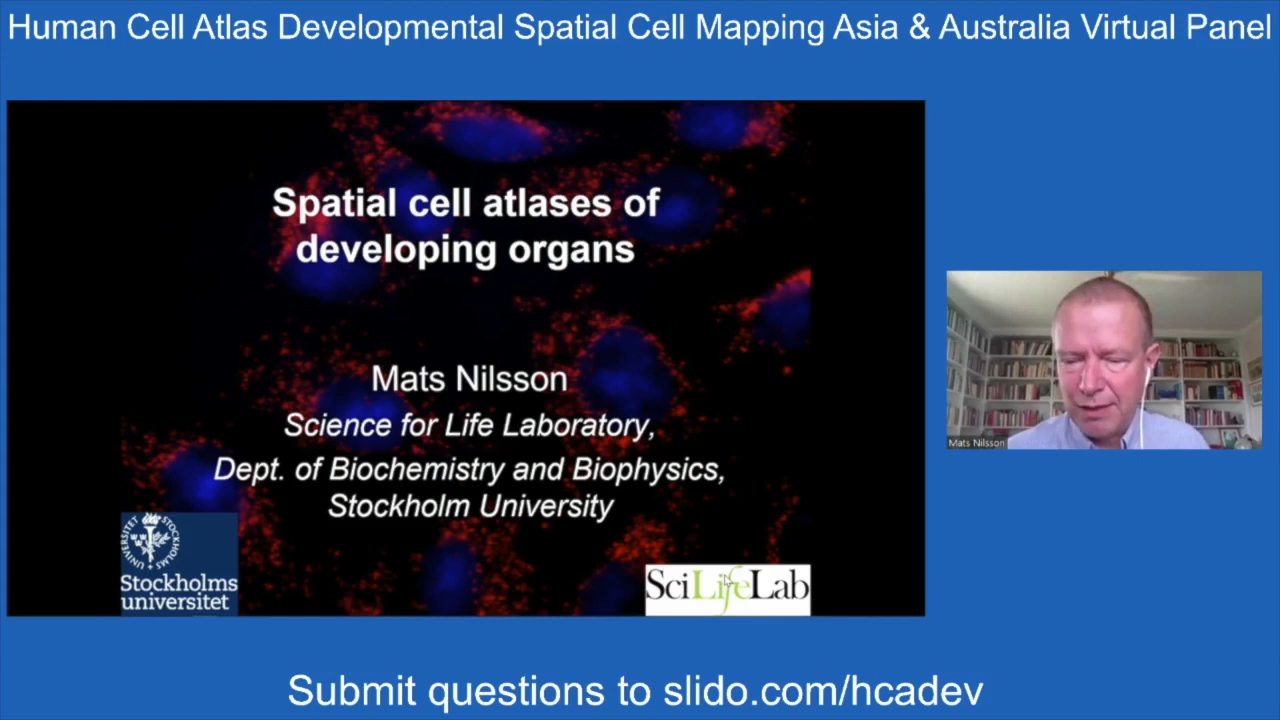 Human Cell Atlas Developmental Spatial Cell Mapping Asia & Australia Virtual Panel
Spatial cell atlases of
developing organs
Mats Nilsson
Science for Life Laboratory,
Dept. of Biochemistry and Biophysics,
Stockholm University
Stockholms
universitet
SciLifeLab
Mats Nilsson
Submit questions to slido.com/hcadev